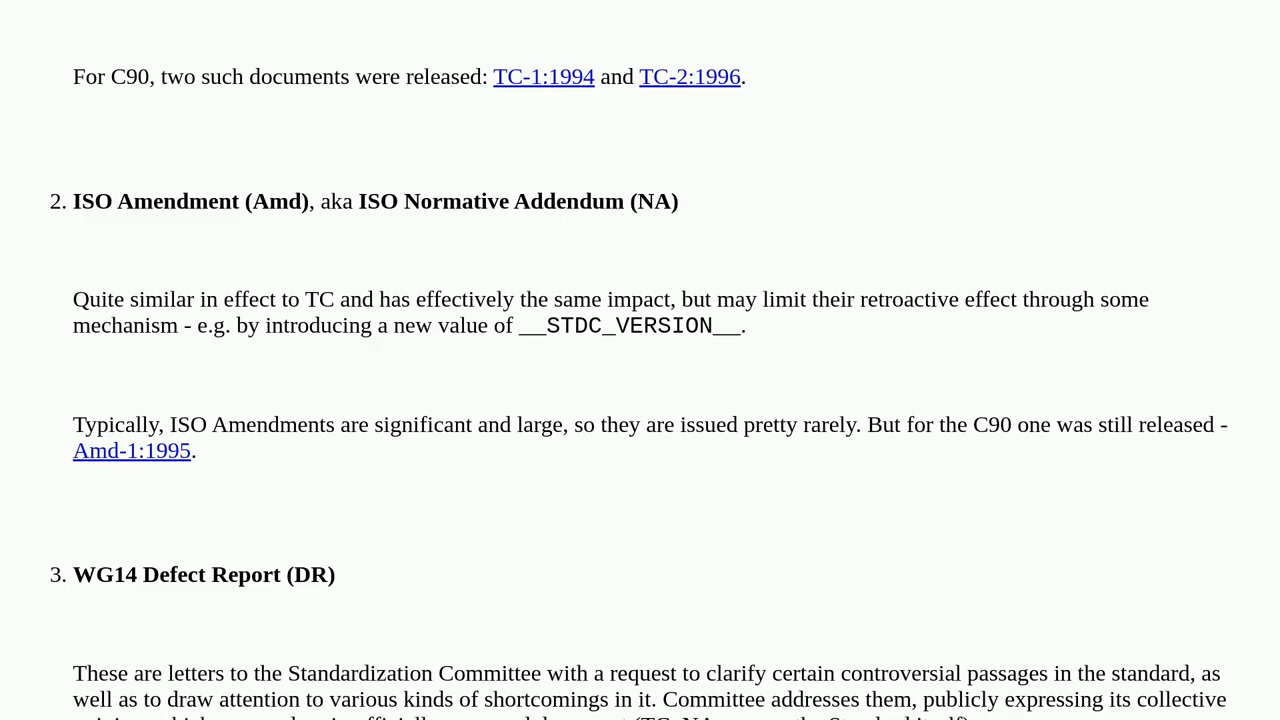 For C90, two such documents were released: TC-1:1994 and TC-2:1996.
2. ISO Amendment (Amd), aka ISO Normative Addendum (NA)
Quite similar in effect to TC and has effectively the same impact, but may limit their retroactive effect through some
mechanism - e.g. by introducing a new value of __STDC_VERSION__.
Typically, ISO Amendments are significant and large, so they are issued pretty rarely. But for the C90 one was still released -
Amd-1:1995.
3. WG14 Defect Report (DR)
These are letters to the Standardization Committee with a request to clarify certain controversial passages in the standard, as
well as to draw attention to various kinds of shortcomings in it. Committee addresses them, publicly expressing its collective